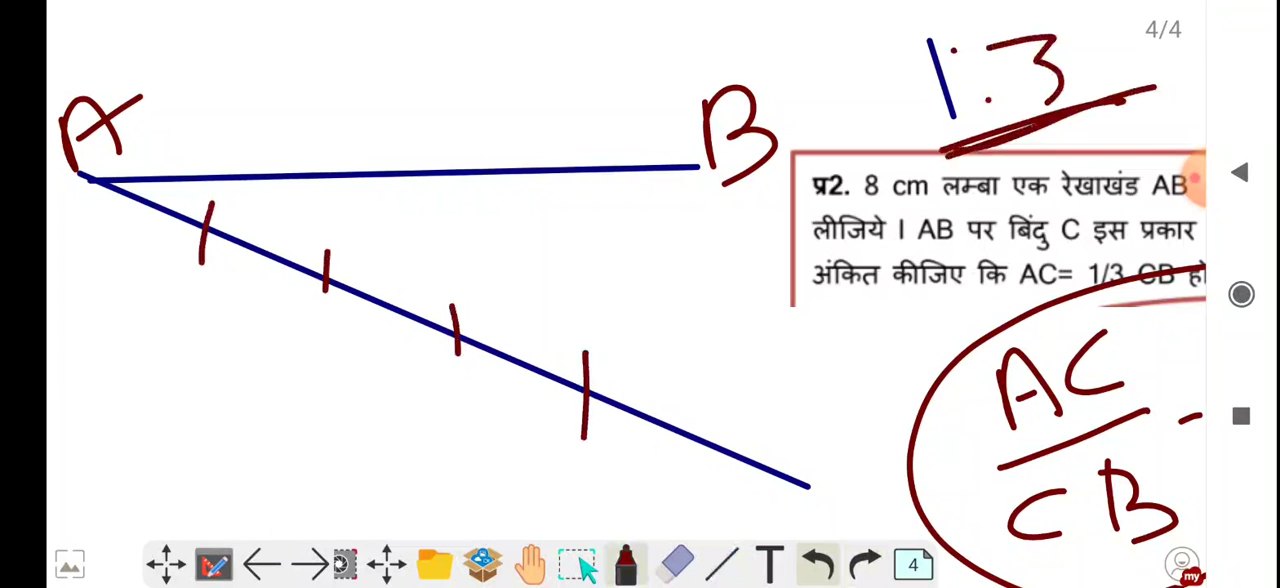 4/4
1:3
A
B
प्र2. 8 cm लम्बा एक रेखाखंड AB
लीजिये I AB पर बिंदु C इस प्रकार
अंकित कीजिए कि AC= 1/3 CB हो
AC
CB
T
4
my